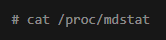 # cat /proc/mdstat